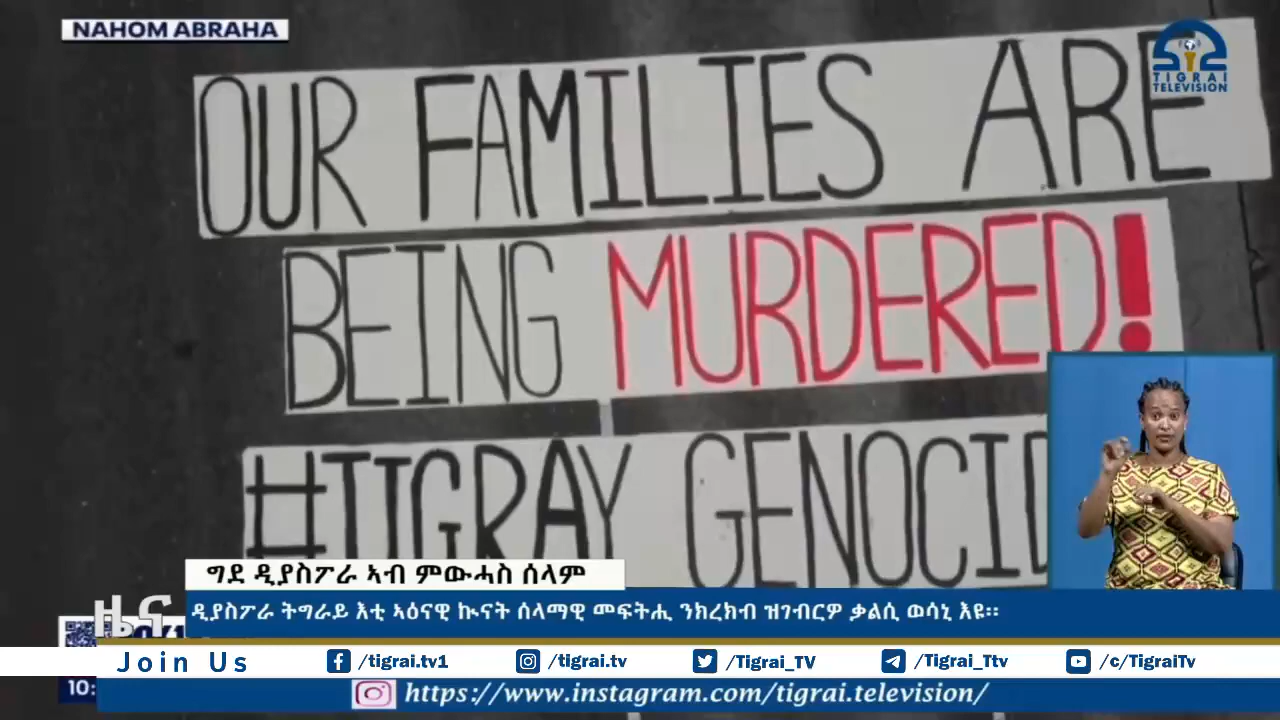 NAHOM ABRAHA
TIGRAI
TELEVISION
OUR FAMILIES ARE
BEING MURDERED!
#TIGRAY GENOCID
ግደ ዲያስፖራ ኣብ ምውሓስ ሰላም
ዜና
ዲያስፖራ ትግራይ እቲ ኣዕናዊ ኲናት ሰላማዊ መፍትሒ ንክረክብ ዝገብርዎ ቃልሲ ወሳኒ እዩ።
Join Us
/tigrai.tv1
/tigrai.tv
/Tigrai_TV
/Tigrai_Ttv
/c/TigraiTv
10:
https://www.instagram.com/tigrai.television/